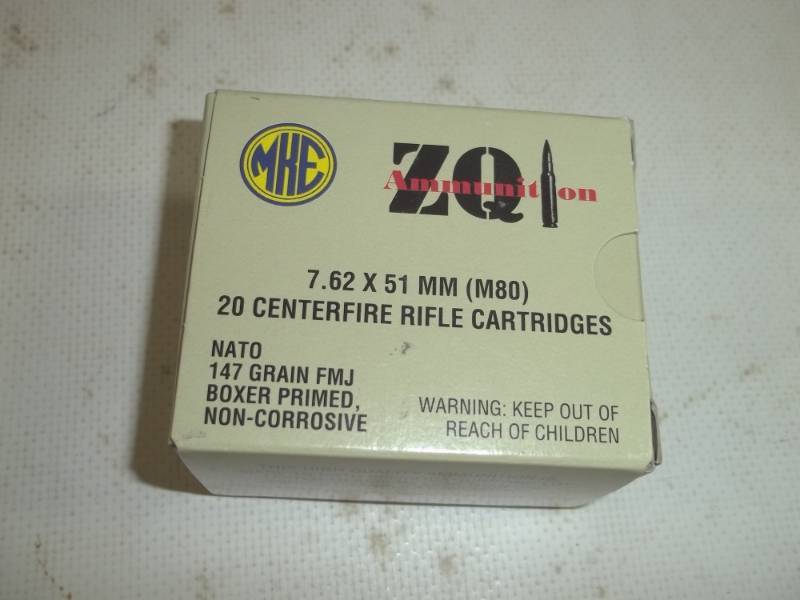 MKE
ZQI
Ammunition
7.62 X 51 MM (M80)
20 CENTERFIRE RIFLE CARTRIDGES
NATO
147 GRAIN FMJ
BOXER PRIMED,
NON-CORROSIVE
WARNING: KEEP OUT OF
REACH OF CHILDREN